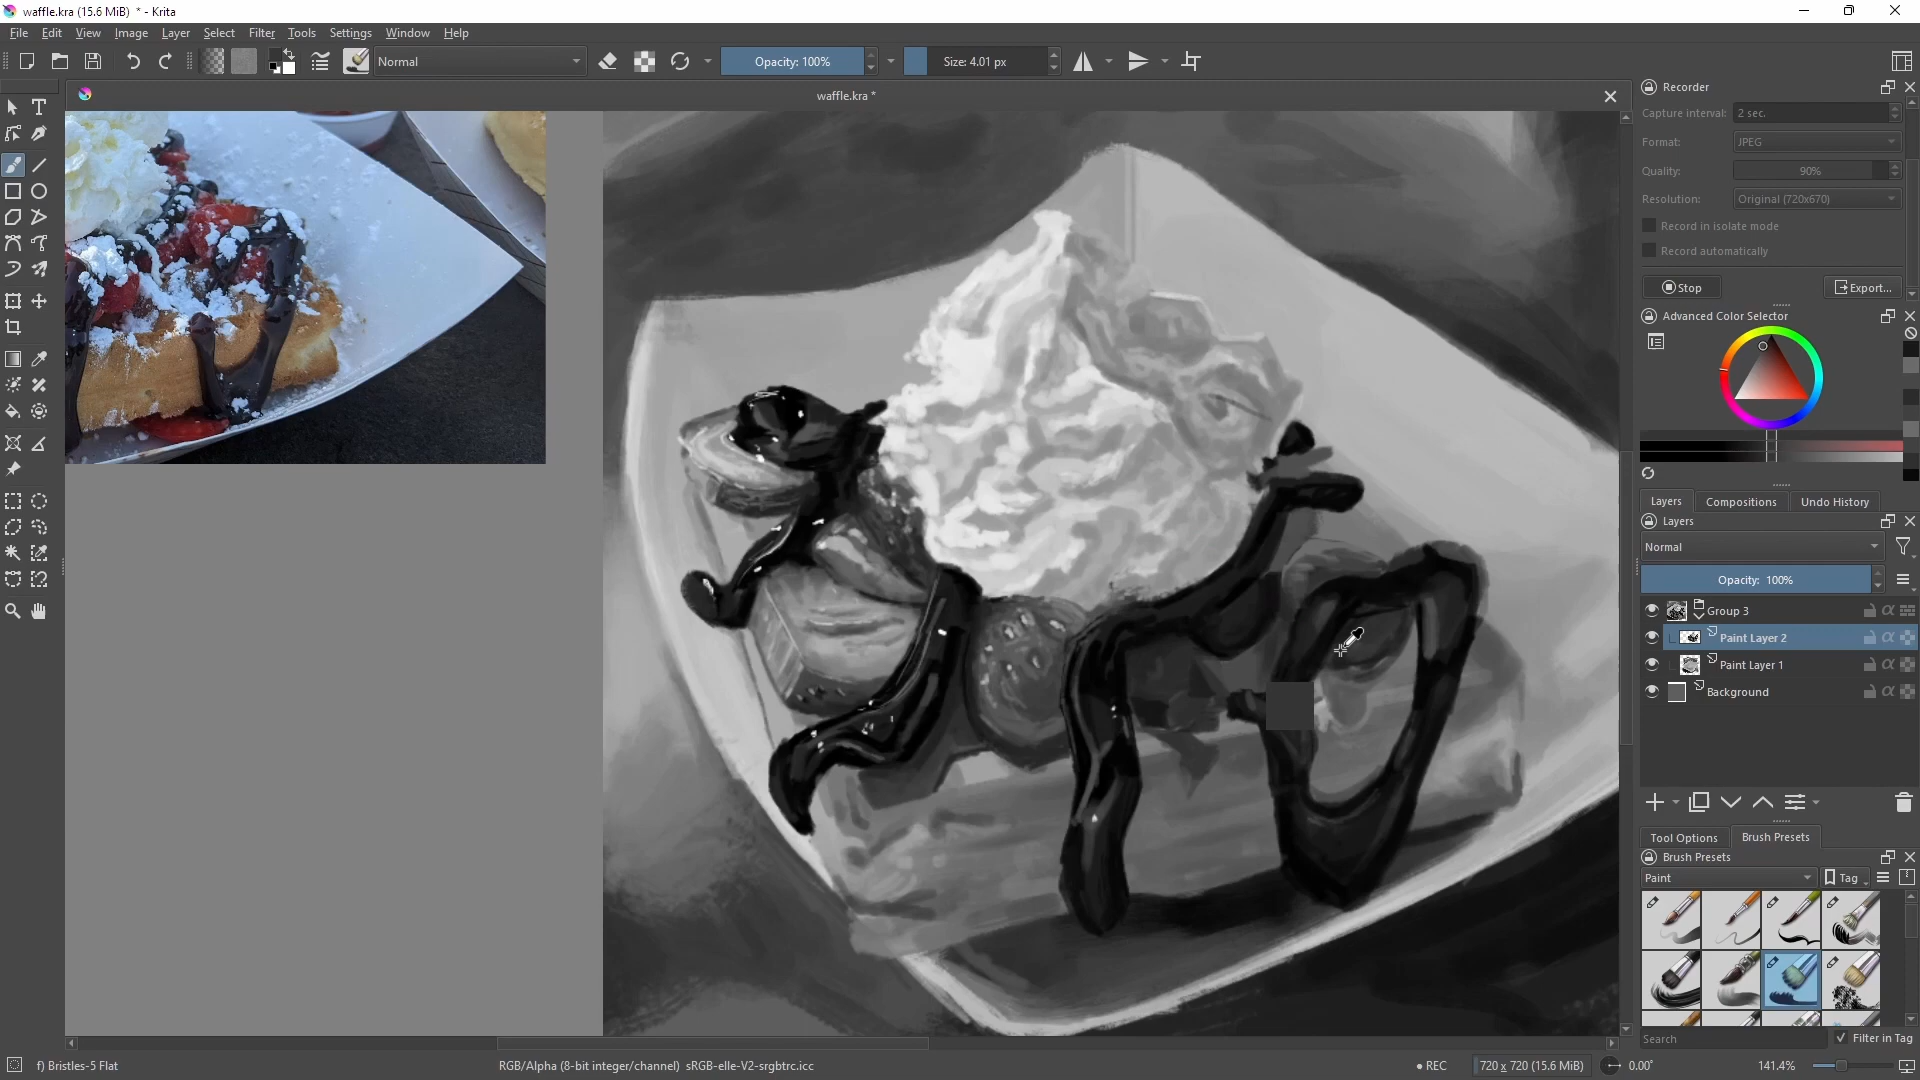 waffle.kra (15.6 MiB) * - Krita
File Edit View Image Layer Select Filter Tools Settings Window Help
Normal Opacity: 100% Size: 4.01 px
waffle.kra *
Recorder
Capture interval: 2 sec.
Format: JPEG
Quality: 90%
Resolution: Original (720x670)
Record in isolate mode
Record automatically
Stop Export...
Advanced Color Selector
Layers Compositions Undo History
Layers
Normal
Opacity: 100%
Group 3
Paint Layer 2
Paint Layer 1
Background
Tool Options Brush Presets
Brush Presets
Paint Tag
Search Filter in Tag
f) Bristles-5 Flat RGB/Alpha (8-bit integer/channel) sRGB-elle-V2-srgbtrc.icc • REC 720 x 720 (15.6 MiB) 0.00° 141.4%